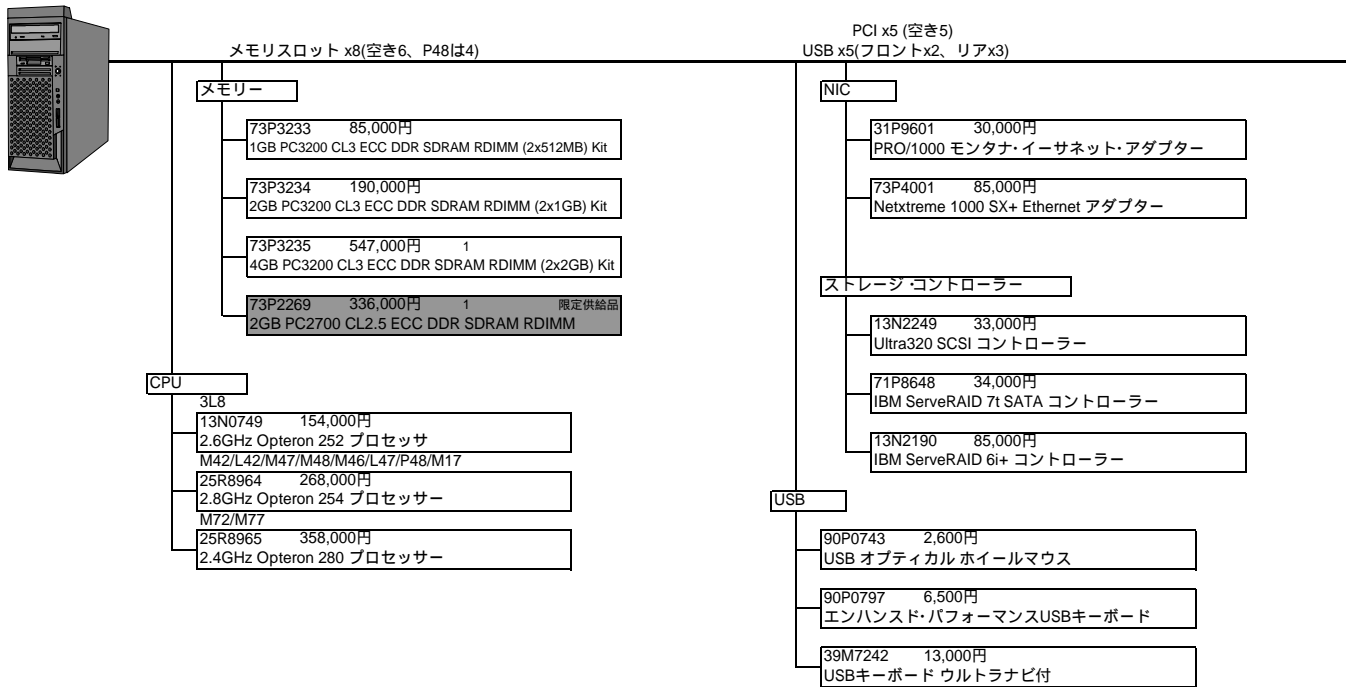 メモリスロット x8(空き6、P48は4)
メモリー
73P3233 85,000円
1GB PC3200 CL3 ECC DDR SDRAM RDIMM (2x512MB) Kit
73P3234 190,000円
2GB PC3200 CL3 ECC DDR SDRAM RDIMM (2x1GB) Kit
73P3235 547,000円 1
4GB PC3200 CL3 ECC DDR SDRAM RDIMM (2x2GB) Kit
73P2269 336,000円 1 限定供給品
2GB PC2700 CL2.5 ECC DDR SDRAM RDIMM
CPU
3L8
13N0749 154,000円
2.6GHz Opteron 252 プロセッサ
M42/L42/M47/M48/M46/L47/P48/M17
25R8964 268,000円
2.8GHz Opteron 254 プロセッサー
M72/M77
25R8965 358,000円
2.4GHz Opteron 280 プロセッサー
PCI x5 (空き5)
USB x5(フロントx2、リアx3)
NIC
31P9601 30,000円
PRO/1000 モンタナ・イーサネット・アダプター
73P4001 85,000円
Netxtreme 1000 SX+ Ethernet アダプター
ストレージ・コントローラー
13N2249 33,000円
Ultra320 SCSI コントローラー
71P8648 34,000円
IBM ServeRAID 7t SATA コントローラー
13N2190 85,000円
IBM ServeRAID 6i+ コントローラー
USB
90P0743 2,600円
USB オプティカル ホイールマウス
90P0797 6,500円
エンハンスド・パフォーマンスUSBキーボード
39M7242 13,000円
USBキーボード ウルトラナビ付